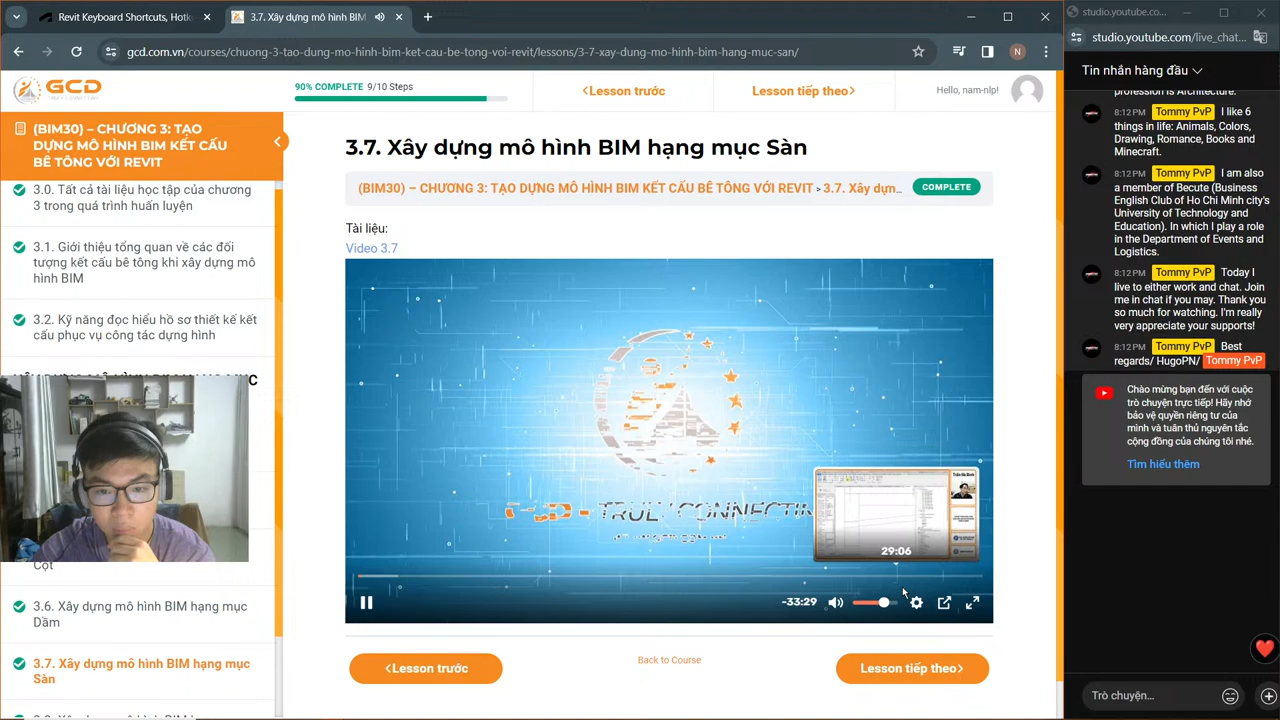 Revit Keyboard Shortcuts, Hotk
3.7. Xây dựng mô hình BIM
studio.youtube.co...
gcd.com.vn/courses/chuong-3-tao-dung-mo-hinh-bim-ket-cau-be-tong-voi-revit/lessons/3-7-xay-dung-mo-hinh-bim-hang-muc-san/
N
studio.youtube.com/live_chat...
GCD
90% COMPLETE 9/10 Steps
Lesson trước
Lesson tiếp theo
Hello, nam-nlp!
(BIM30) – CHƯƠNG 3: TẠO
DỰNG MÔ HÌNH BIM KẾT CẤU
BÊ TÔNG VỚI REVIT
3.0. Tất cả tài liệu học tập của chương
3 trong quá trình huấn luyện
3.1. Giới thiệu tổng quan về các đối
tượng kết cấu bê tông khi xây dựng mô
hình BIM
3.2. Kỹ năng đọc hiểu hồ sơ thiết kế kết
cấu phục vụ công tác dựng hình
Cột
3.6. Xây dựng mô hình BIM hạng mục
Dầm
3.7. Xây dựng mô hình BIM hạng mục
Sàn
3.7. Xây dựng mô hình BIM hạng mục Sàn
(BIM30) – CHƯƠNG 3: TẠO DỰNG MÔ HÌNH BIM KẾT CẤU BÊ TÔNG VỚI REVIT > 3.7. Xây dựn...
COMPLETE
Tài liệu:
Video 3.7
TRULY CONNECTIN
29:06
-33:29
Lesson trước
Back to Course
Lesson tiếp theo
Tin nhắn hàng đầu
profession is Architecture.
8:12 PM Tommy PvP I like 6
things in life: Animals, Colors,
Drawing, Romance, Books and
Minecraft.
8:12 PM Tommy PvP I am also
a member of Becute (Business
English Club of Ho Chi Minh city's
University of Technology and
Education). In which I play a role
in the Department of Events and
Logistics.
8:12 PM Tommy PvP Today I
live to either work and chat. Join
me in chat if you may. Thank you
so much for watching. I'm really
very appreciate your supports!
8:12 PM Tommy PvP Best
regards/ HugoPN/ Tommy PvP
Chào mừng bạn đến với cuộc
trò chuyện trực tiếp! Hãy nhớ
bảo vệ quyền riêng tư của
mình và tuân thủ nguyên tắc
cộng đồng của chúng tôi nhé.
Tìm hiểu thêm
Trò chuyện...